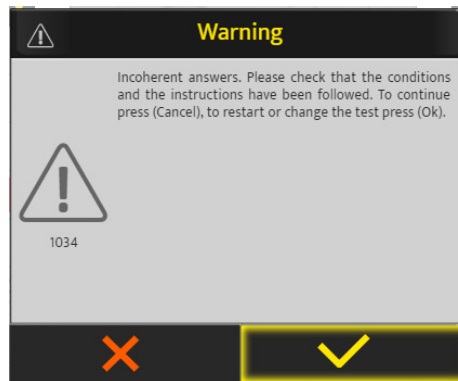 Warning
Incoherent answers. Please check that the conditions
and the instructions have been followed. To continue
press (Cancel), to restart or change the test press (Ok).
1034